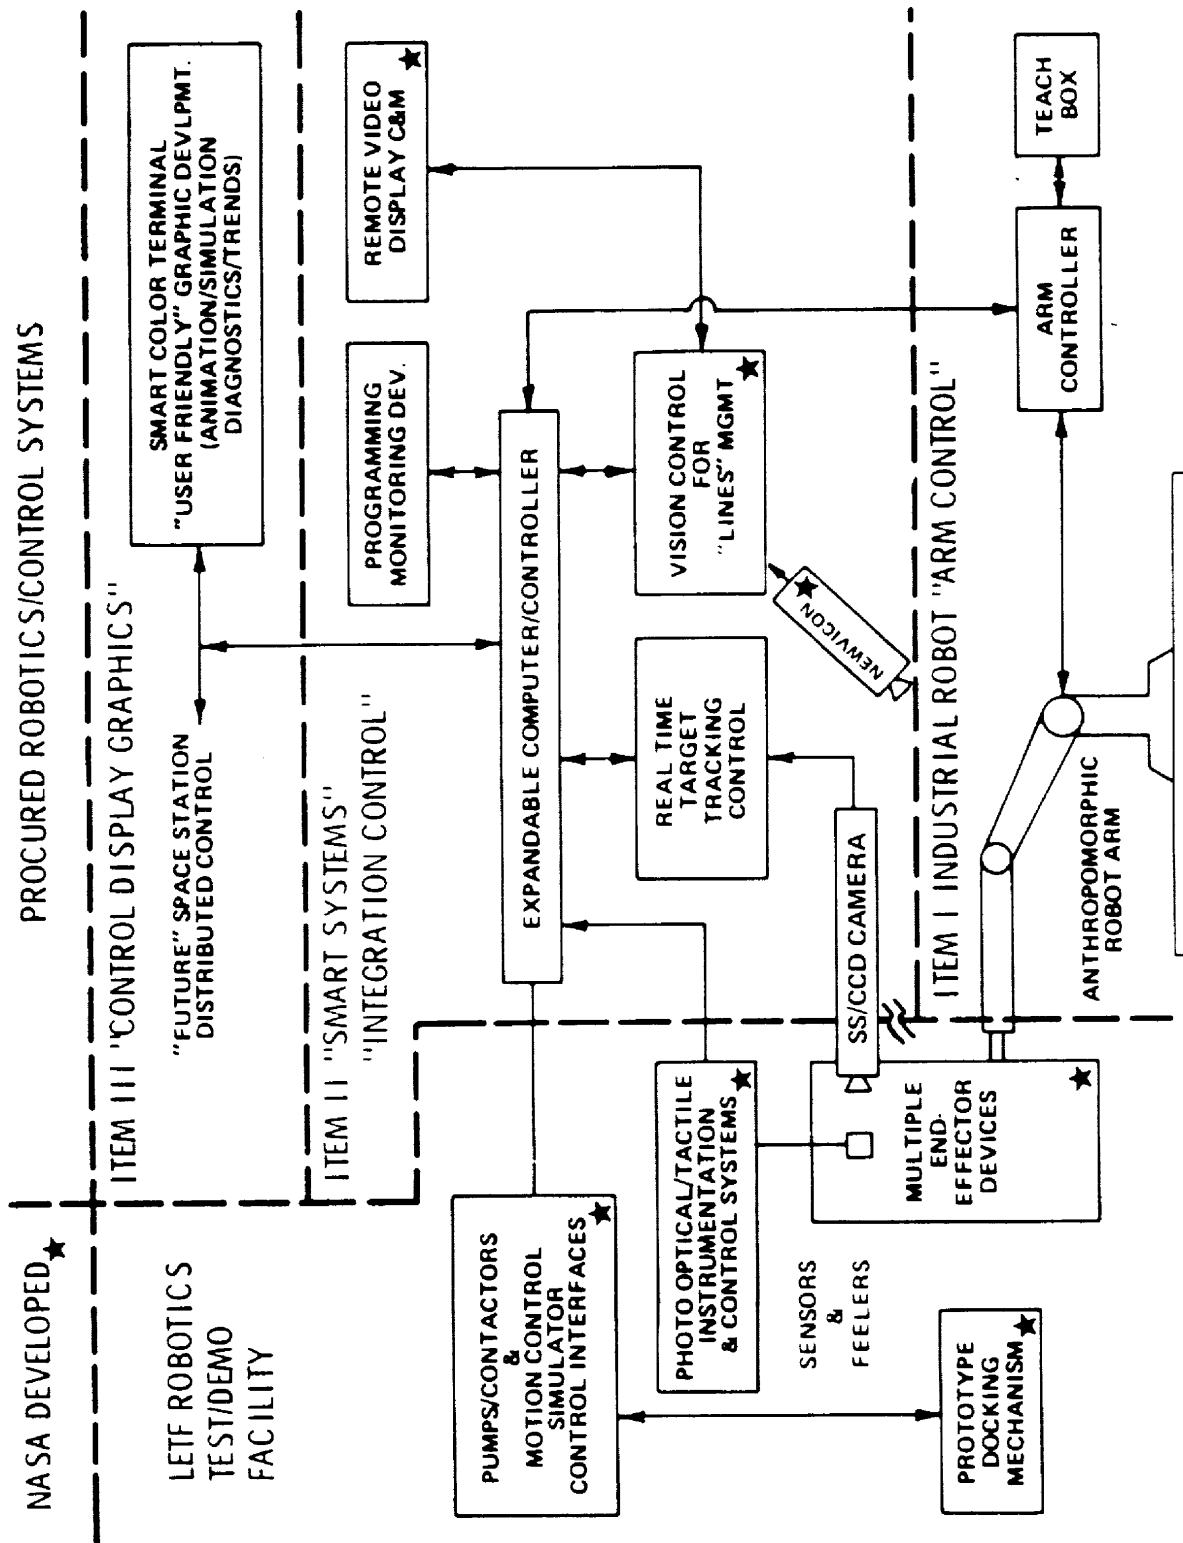 NASA DEVELOPED★
PROCURED ROBOTICS/CONTROL SYSTEMS
LETF ROBOTICS
TEST/DEMO
FACILITY
ITEM III "CONTROL DISPLAY GRAPHICS"
SMART COLOR TERMINAL
"USER FRIENDLY" GRAPHIC DEVLPMT.
(ANIMATION/SIMULATION
DIAGNOSTICS/TRENDS)
"FUTURE" SPACE STATION
DISTRIBUTED CONTROL
ITEM II "SMART SYSTEMS"
"INTEGRATION CONTROL"
PROGRAMMING
MONITORING DEV.
REMOTE VIDEO
DISPLAY C&M
★
PUMPS/CONTACTORS
&
MOTION CONTROL
SIMULATOR
CONTROL INTERFACES
★
EXPANDABLE COMPUTER/CONTROLLER
PHOTO OPTICAL/TACTILE
INSTRUMENTATION
& CONTROL SYSTEMS
★
REAL TIME
TARGET
TRACKING
CONTROL
VISION CONTROL
FOR
"LINES" MGMT
★
NEWVICON
★
SENSORS
&
FEELERS
SS/CCD CAMERA
MULTIPLE
END-
EFFECTOR
DEVICES
★
PROTOTYPE
DOCKING
MECHANISM
★
ITEM I INDUSTRIAL ROBOT "ARM CONTROL"
ANTHROPOMORPHIC
ROBOT ARM
ARM
CONTROLLER
TEACH
BOX